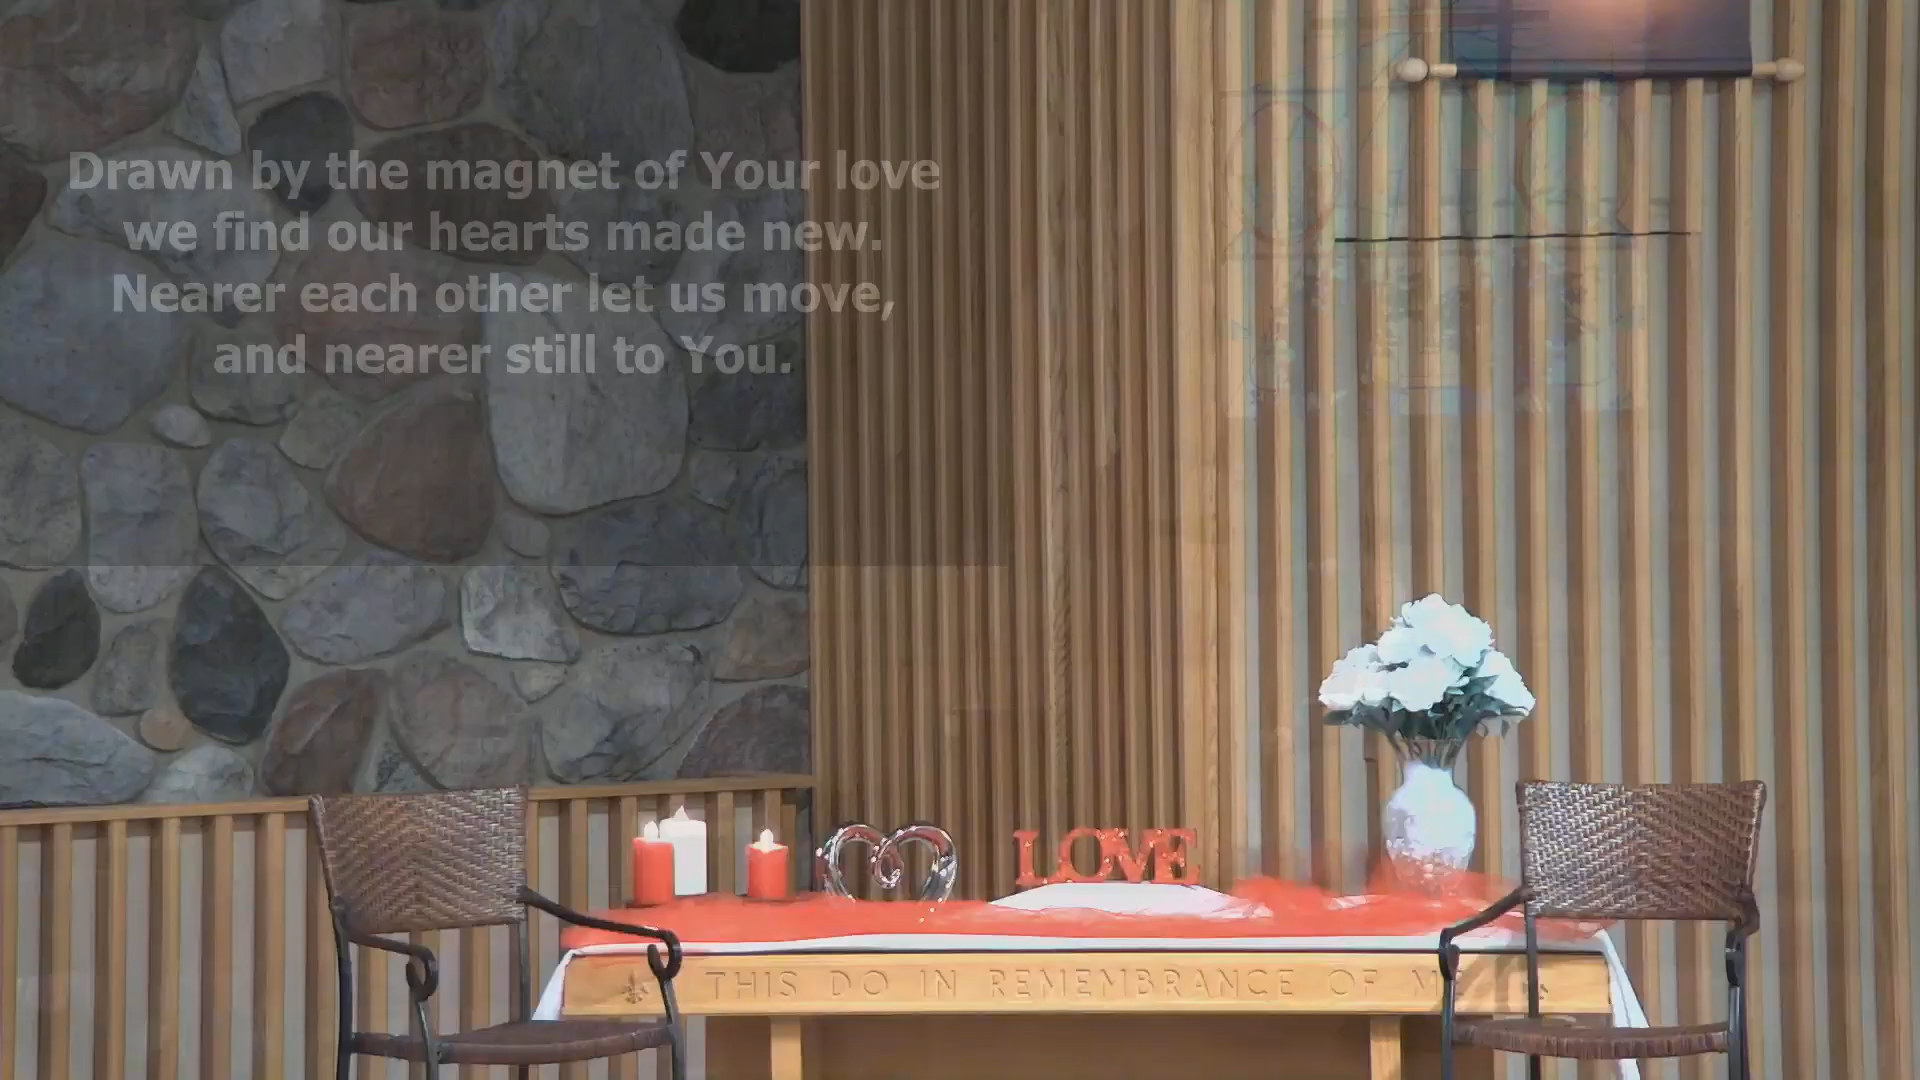 Drawn by the magnet of Your love
we find our hearts made new.
Nearer each other let us move,
and nearer still to You.
LOVE
THIS DO IN REMEMBRANCE OF ME